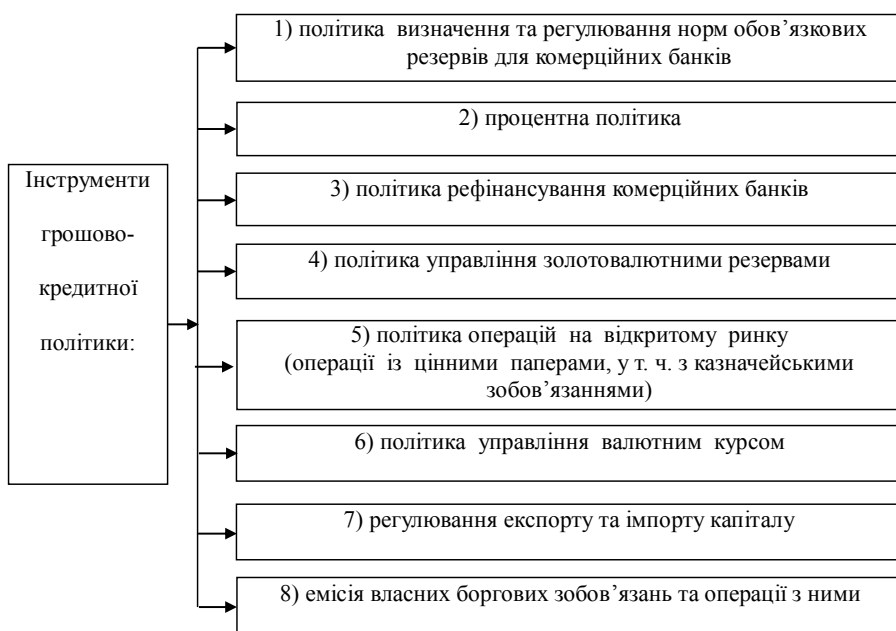 Інструменти
грошово-
кредитної
політики:
1) політика визначення та регулювання норм обов’язкових
резервів для комерційних банків
2) процентна політика
3) політика рефінансування комерційних банків
4) політика управління золотовалютними резервами
5) політика операцій на відкритому ринку
(операції із цінними паперами, у т. ч. з казначейськими
зобов’язаннями)
6) політика управління валютним курсом
7) регулювання експорту та імпорту капіталу
8) емісія власних боргових зобов’язань та операції з ними